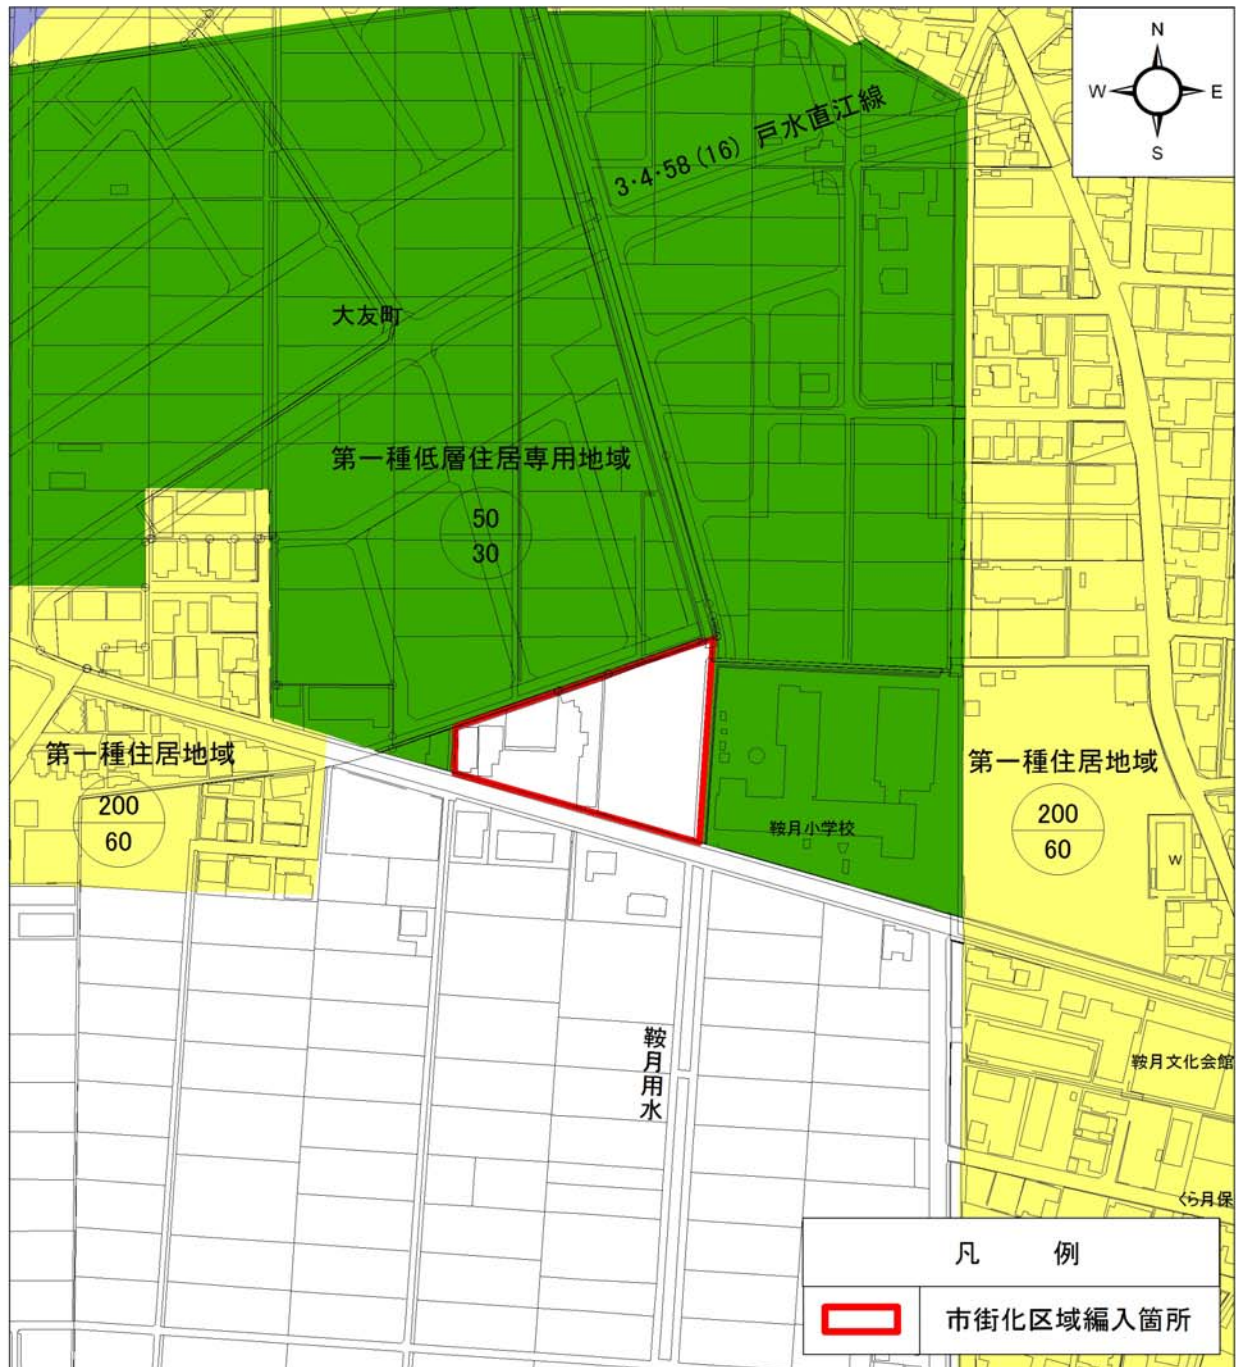 N
W E
S
3・4・58(16) 戸水直江線
大友町
第一種低層住居専用地域
50
30
第一種住居地域
200
60
第一種住居地域
200
60
鞍月小学校
W
鞍月用水
鞍月文化会館
くら月保
凡 例
市街化区域編入箇所